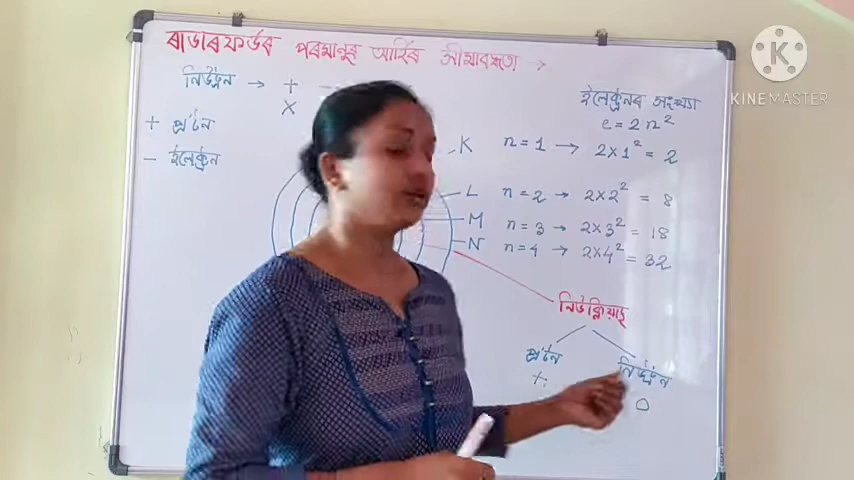 ৰাডাৰফৰ্ডৰ পৰমাণুৰ আৰ্হিৰ সীমাবদ্ধতা →
নিউট্ৰন → +
X
+ প্ৰ'টন
- ইলেক্ট্ৰন
ইলেক্ট্ৰনৰ সংখ্যা
e = 2n²
K n = 1 → 2×1² = 2
L n = 2 → 2×2² = 8
M n = 3 → 2×3² = 18
N n = 4 → 2×4² = 32
নিউক্লিয়াছ
প্ৰ'টন নিউট্ৰন
+ 0
KINEMASTER